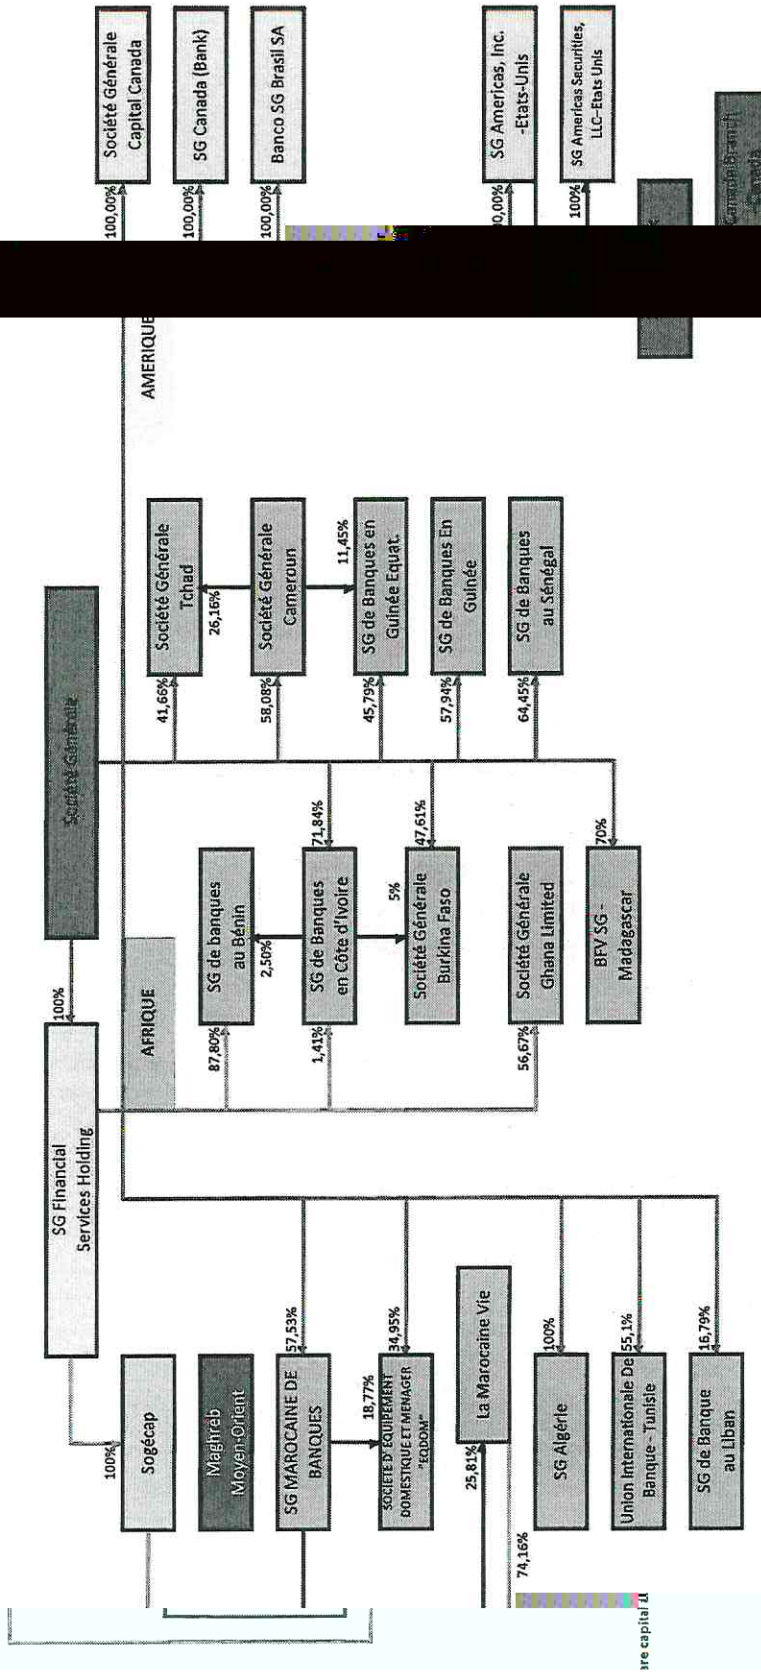 SG Financial
Services Holding
100%
Société Générale
100%
Sogécap
Maghreb
Moyen-Orient
SG MAROCAINE DE
BANQUES
57,53%
18,77%
SOCIETE D'EQUIPEMENT
DOMESTIQUE ET MENAGER
"EQDOM"
34,95%
La Marocaine Vie
25,81%
74,16%
SG Algérie
100%
Union Internationale De
Banque - Tunisie
55,1%
SG de Banque
au Liban
16,79%
AFRIQUE
87,80%
SG de banques
au Bénin
2,50%
1,41%
SG de Banques
en Côte d'Ivoire
71,84%
5%
Société Générale
Burkina Faso
47,61%
56,67%
Société Générale
Ghana Limited
BFV SG -
Madagascar
70%
41,66%
Société Générale
Tchad
26,16%
58,08%
Société Générale
Cameroun
11,45%
45,79%
SG de Banques en
Guinée Equat.
57,94%
SG de Banques En
Guinée
64,45%
SG de Banques
au Sénégal
AMERIQUE
100,00%
Société Générale
Capital Canada
100,00%
SG Canada (Bank)
100,00%
Banco SG Brasil SA
0,00%
SG Americas, Inc.
-Etats-Unis
100%
SG Americas Securities,
LLC-Etats Unis
Canada Branch
Canada
are capital